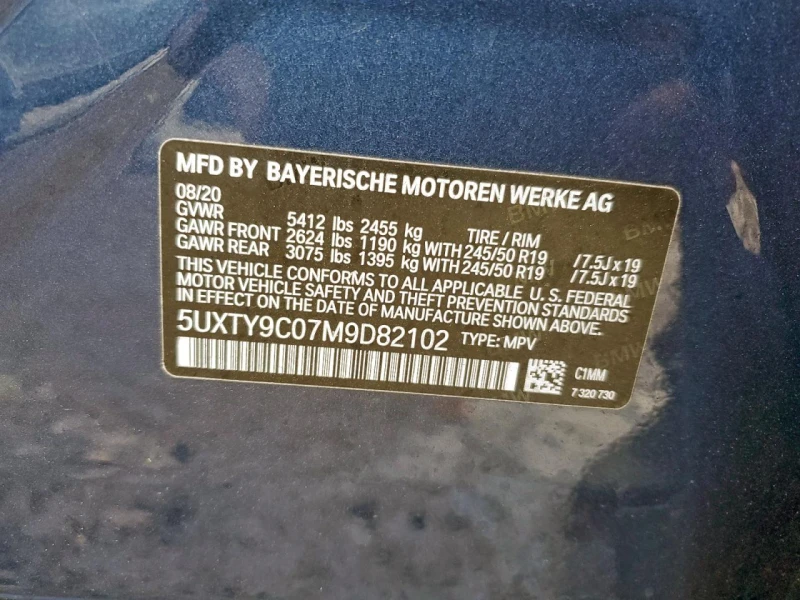 MFD BY BAYERISCHE MOTOREN WERKE AG
08/20
GVWR 5412 lbs 2455 kg TIRE / RIM
GAWR FRONT 2624 lbs 1190 kg WITH 245/50 R19 /7.5J x 19
GAWR REAR 3075 lbs 1395 kg WITH 245/50 R19 /7.5J x 19
THIS VEHICLE CONFORMS TO ALL APPLICABLE U. S. FEDERAL
MOTOR VEHICLE SAFETY AND THEFT PREVENTION STANDARDS
IN EFFECT ON THE DATE OF MANUFACTURE SHOWN ABOVE.
5UXTY9C07M9D82102 TYPE: MPV
C1MM
7 320 730